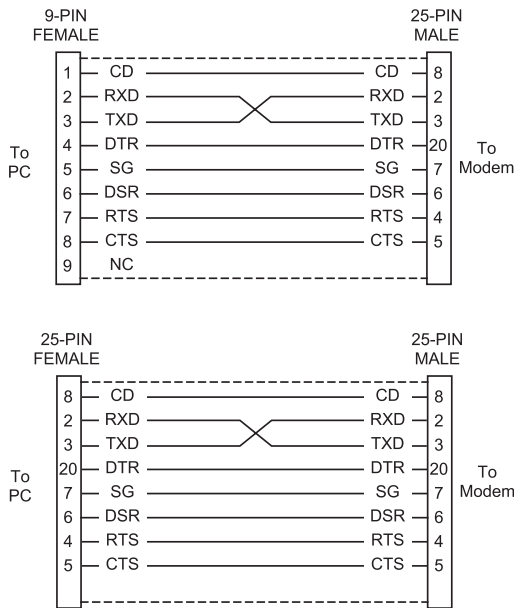 9-PIN 25-PIN
FEMALE MALE
1 CD CD 8
2 RXD RXD 2
3 TXD TXD 3
4 DTR DTR 20
To PC
5 SG SG 7
To Modem
6 DSR DSR 6
7 RTS RTS 4
8 CTS CTS 5
9 NC
25-PIN 25-PIN
FEMALE MALE
8 CD CD 8
2 RXD RXD 2
3 TXD TXD 3
20 DTR DTR 20
To PC
7 SG SG 7
To Modem
6 DSR DSR 6
4 RTS RTS 4
5 CTS CTS 5